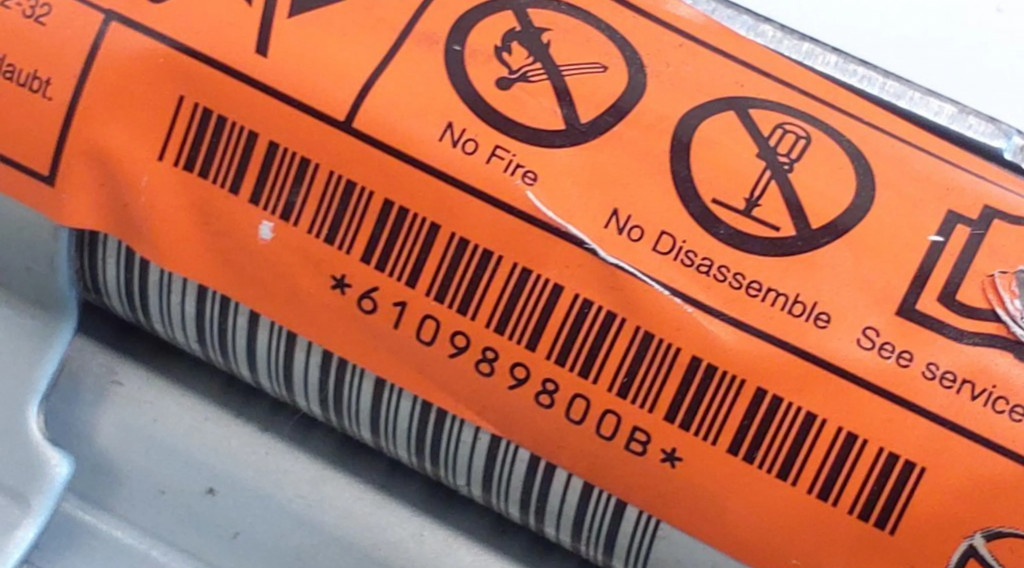 2-32
laubt.
No Fire
No Disassemble
See service
*610989800B*